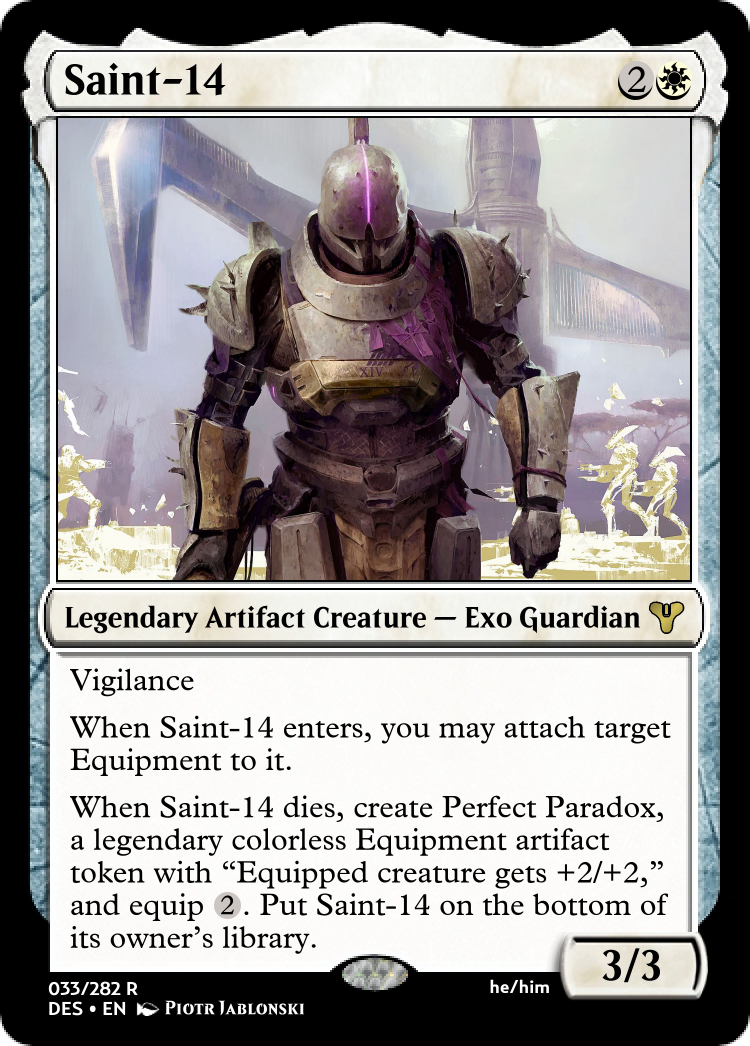 Saint-14 2
XIV
Legendary Artifact Creature — Exo Guardian
Vigilance
When Saint-14 enters, you may attach target
Equipment to it.
When Saint-14 dies, create Perfect Paradox,
a legendary colorless Equipment artifact
token with “Equipped creature gets +2/+2,”
and equip 2. Put Saint-14 on the bottom of
its owner’s library.
3/3
033/282 R
he/him
DES • EN Piotr Jablonski